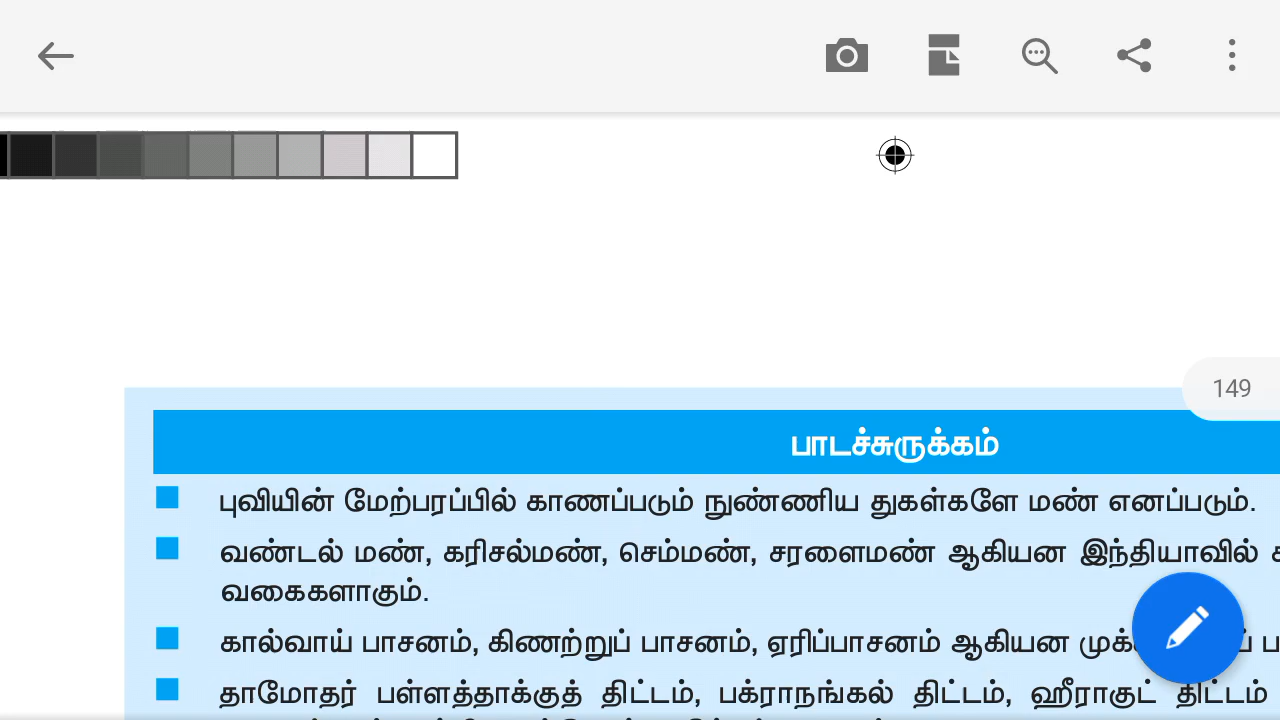 149
பாடச்சுருக்கம்
புவியின் மேற்பரப்பில் காணப்படும் நுண்ணிய துகள்களே மண் எனப்படும்.
வண்டல் மண், கரிசல்மண், செம்மண், சரளைமண் ஆகியன இந்தியாவில்
வகைகளாகும்.
கால்வாய் பாசனம், கிணற்றுப் பாசனம், ஏரிப்பாசனம் ஆகியன
தாமோதர் பள்ளத்தாக்குத் திட்டம், பக்ராநங்கல் திட்டம், ஹீராகுட் திட்டம்